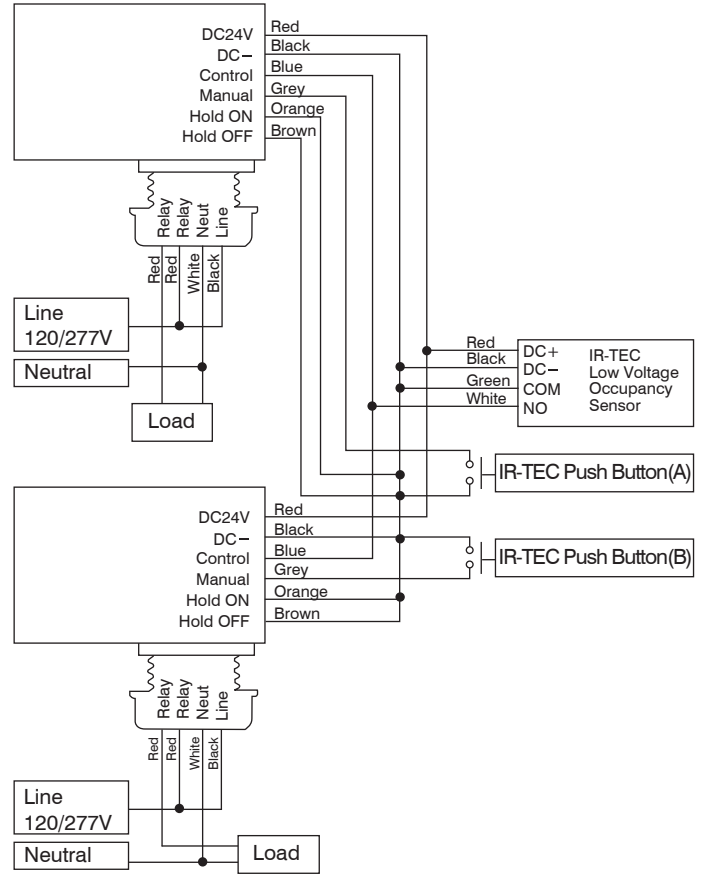 DC24V Red
DC− Black
Control Blue
Manual Grey
Hold ON Orange
Hold OFF Brown
Relay Relay Neut Line
Red Red White Black
Line
120/277V
Neutral
Load
Red DC+ IR-TEC
Black DC− Low Voltage
Green COM Occupancy
White NO Sensor
IR-TEC Push Button(A)
DC24V Red
DC− Black
Control Blue
Manual Grey
Hold ON Orange
Hold OFF Brown
IR-TEC Push Button(B)
Relay Relay Neut Line
Red Red White Black
Line
120/277V
Neutral
Load